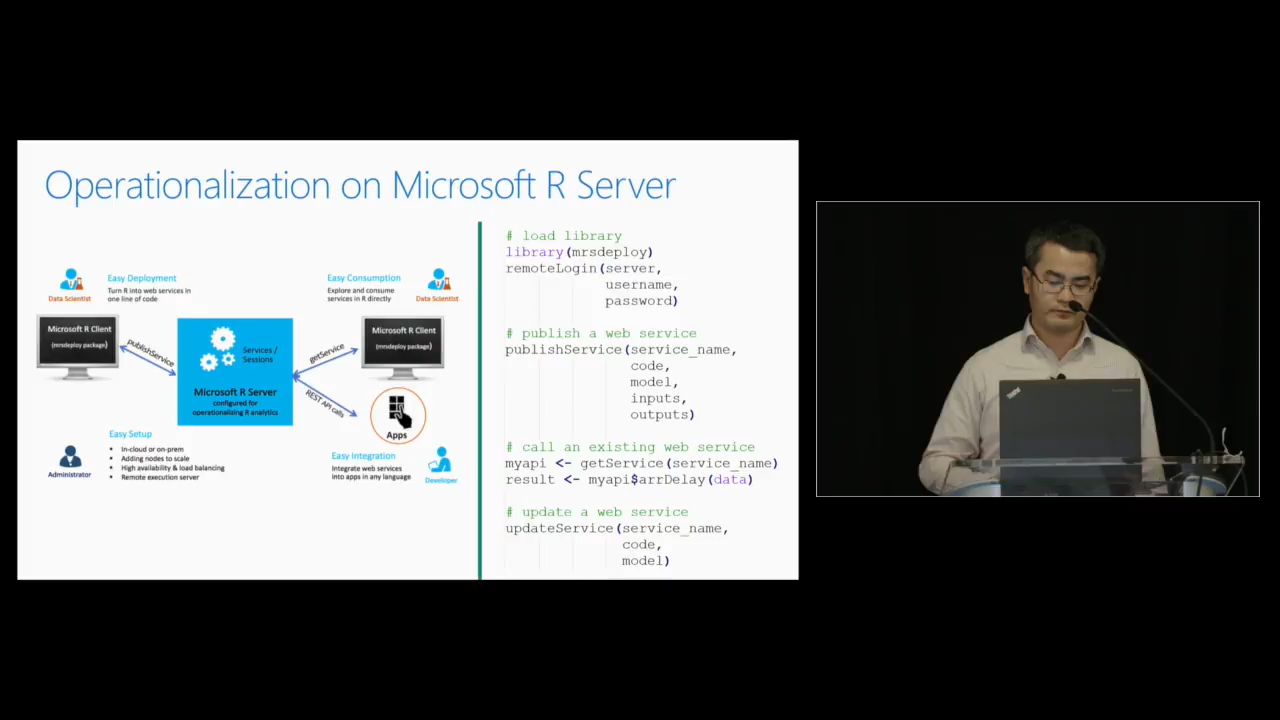 Operationalization on Microsoft R Server
Data Scientist
Easy Deployment
Turn R into web services in
one line of code
Easy Consumption
Explore and consume
services in R directly
Data Scientist
Microsoft R Client
(mrsdeploy package)
publishService
Services /
Sessions
Microsoft R Server
configured for
operationalizing R analytics
getService
REST API calls
Microsoft R Client
(mrsdeploy package)
Apps
Administrator
Easy Setup
• In-cloud or on-prem
• Adding nodes to scale
• High availability & load balancing
• Remote execution server
Easy Integration
Integrate web services
into apps in any language
Developer
# load library
library(mrsdeploy)
remoteLogin(server,
username,
password)
# publish a web service
publishService(service_name,
code,
model,
inputs,
outputs)
# call an existing web service
myapi <- getService(service_name)
result <- myapi$arrDelay(data)
# update a web service
updateService(service_name,
code,
model)
ThinkPad